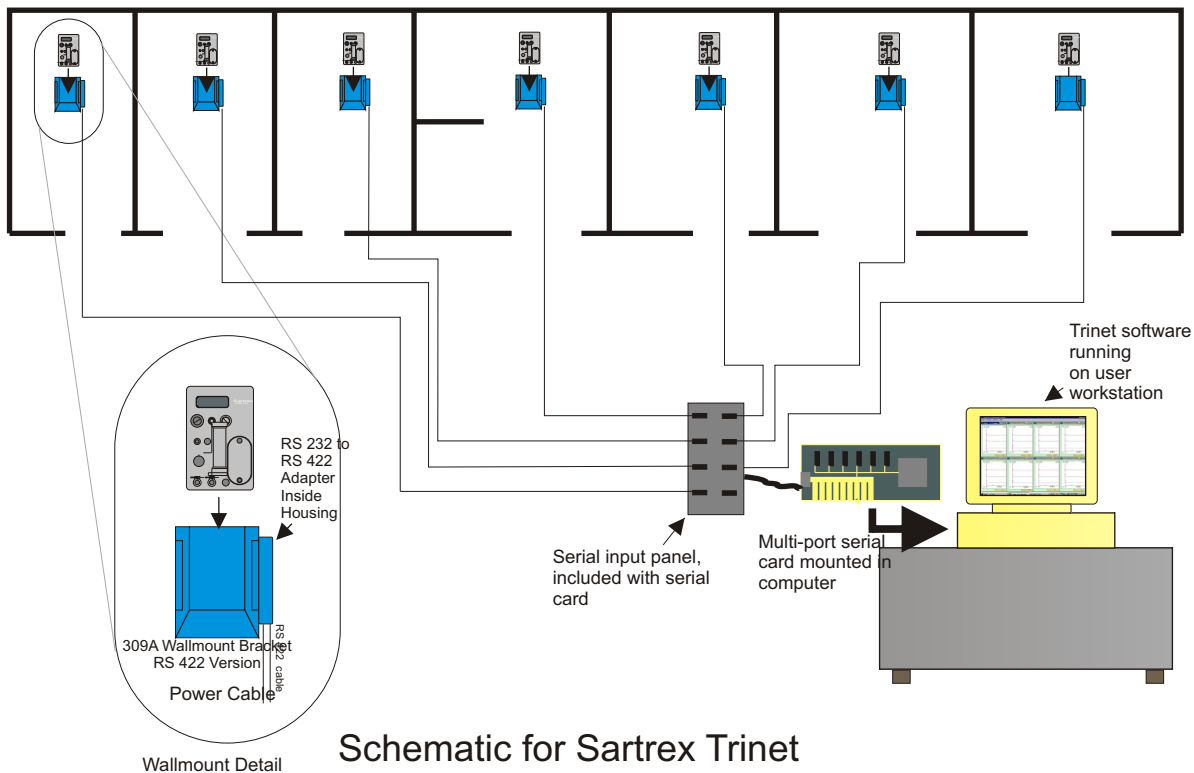 Trinet software
running
on user
workstation
RS 232 to
RS 422
Adapter
Inside
Housing
Serial input panel,
included with serial
card
Multi-port serial
card mounted in
computer
309A Wallmount Bracket
RS 422 Version
RS 422 cable
Power Cable
Wallmount Detail
Schematic for Sartrex Trinet